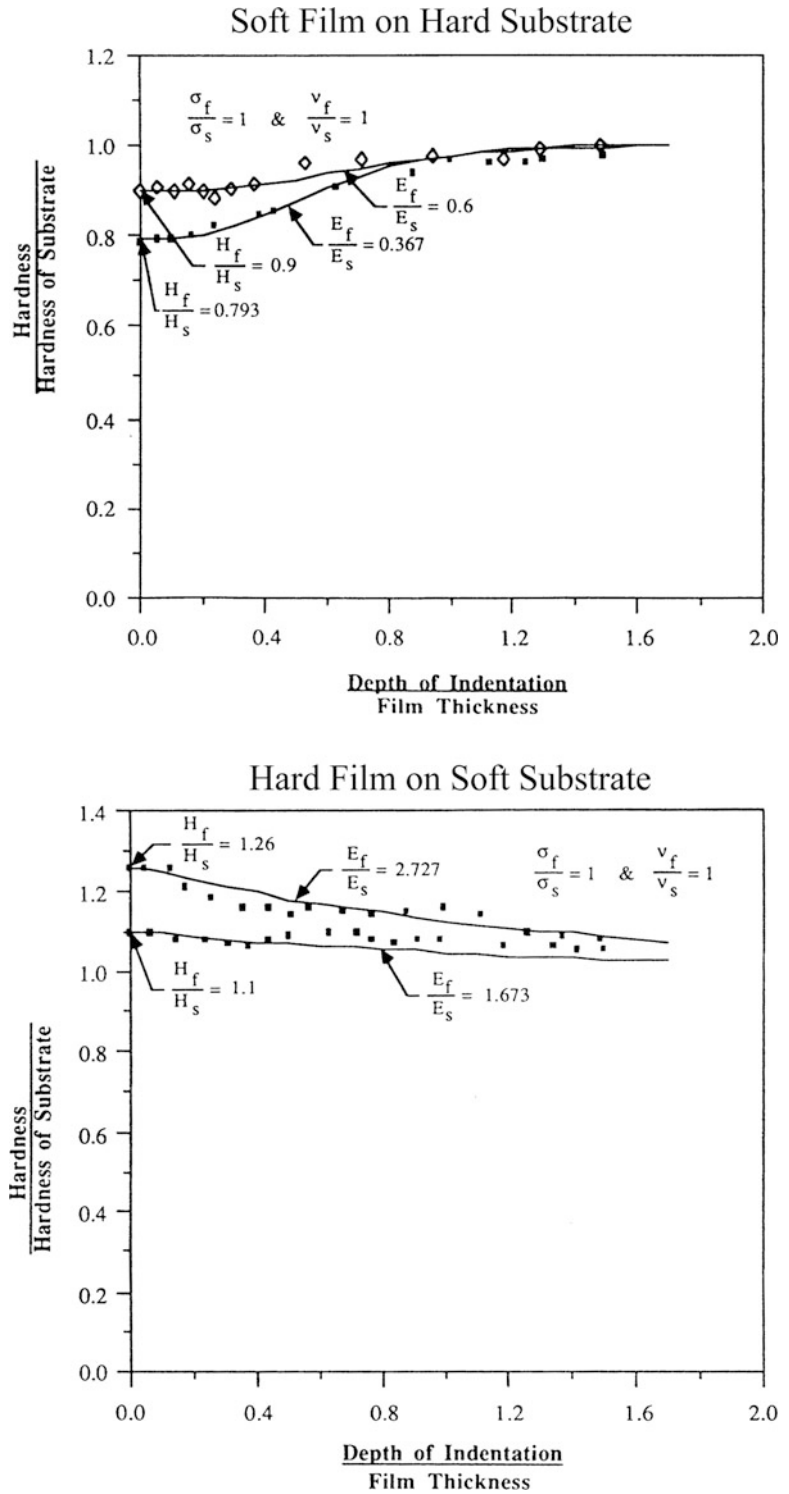 Soft Film on Hard Substrate
1.2
1.0
0.8
0.6
0.4
0.2
0.0
Hardness
Hardness of Substrate
σf/σs = 1 & νf/νs = 1
Ef/Es = 0.6
Ef/Es = 0.367
Hf/Hs = 0.9
Hf/Hs = 0.793
0.0 0.4 0.8 1.2 1.6 2.0
Depth of Indentation
Film Thickness
Hard Film on Soft Substrate
1.4
1.2
1.0
0.8
0.6
0.4
0.2
0.0
Hardness
Hardness of Substrate
Hf/Hs = 1.26
Ef/Es = 2.727
σf/σs = 1 & νf/νs = 1
Hf/Hs = 1.1
Ef/Es = 1.673
0.0 0.4 0.8 1.2 1.6 2.0
Depth of Indentation
Film Thickness